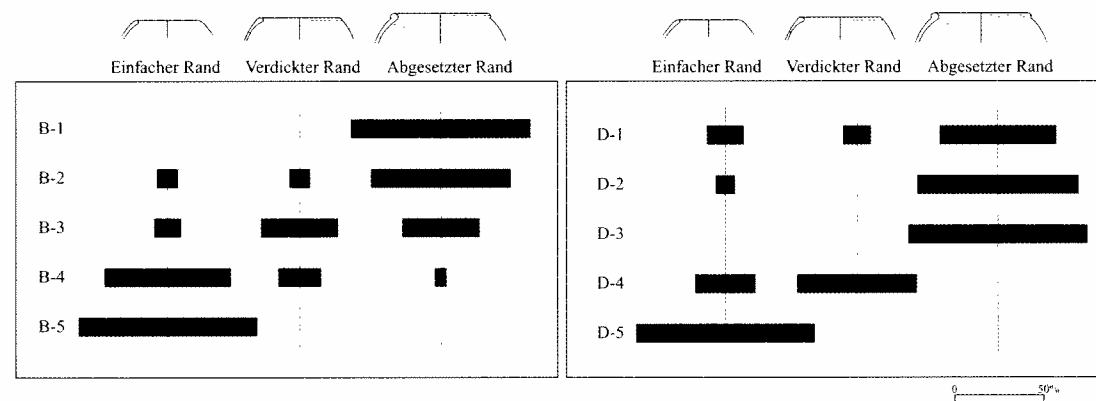 Einfacher Rand Verdickter Rand Abgesetzter Rand
B-1
B-2
B-3
B-4
B-5
Einfacher Rand Verdickter Rand Abgesetzter Rand
D-1
D-2
D-3
D-4
D-5
0 50%